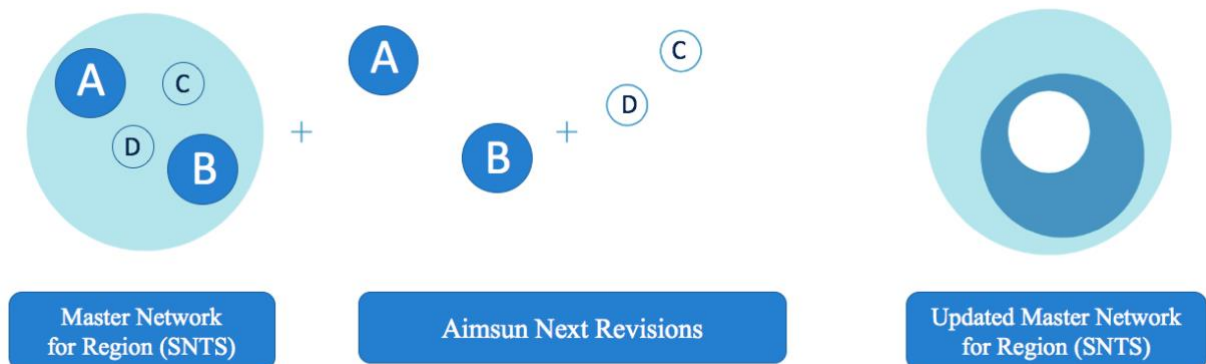 A
C
D
B
+
A
B
+
C
D
Master Network
for Region (SNTS)
Aimsun Next Revisions
Updated Master Network
for Region (SNTS)